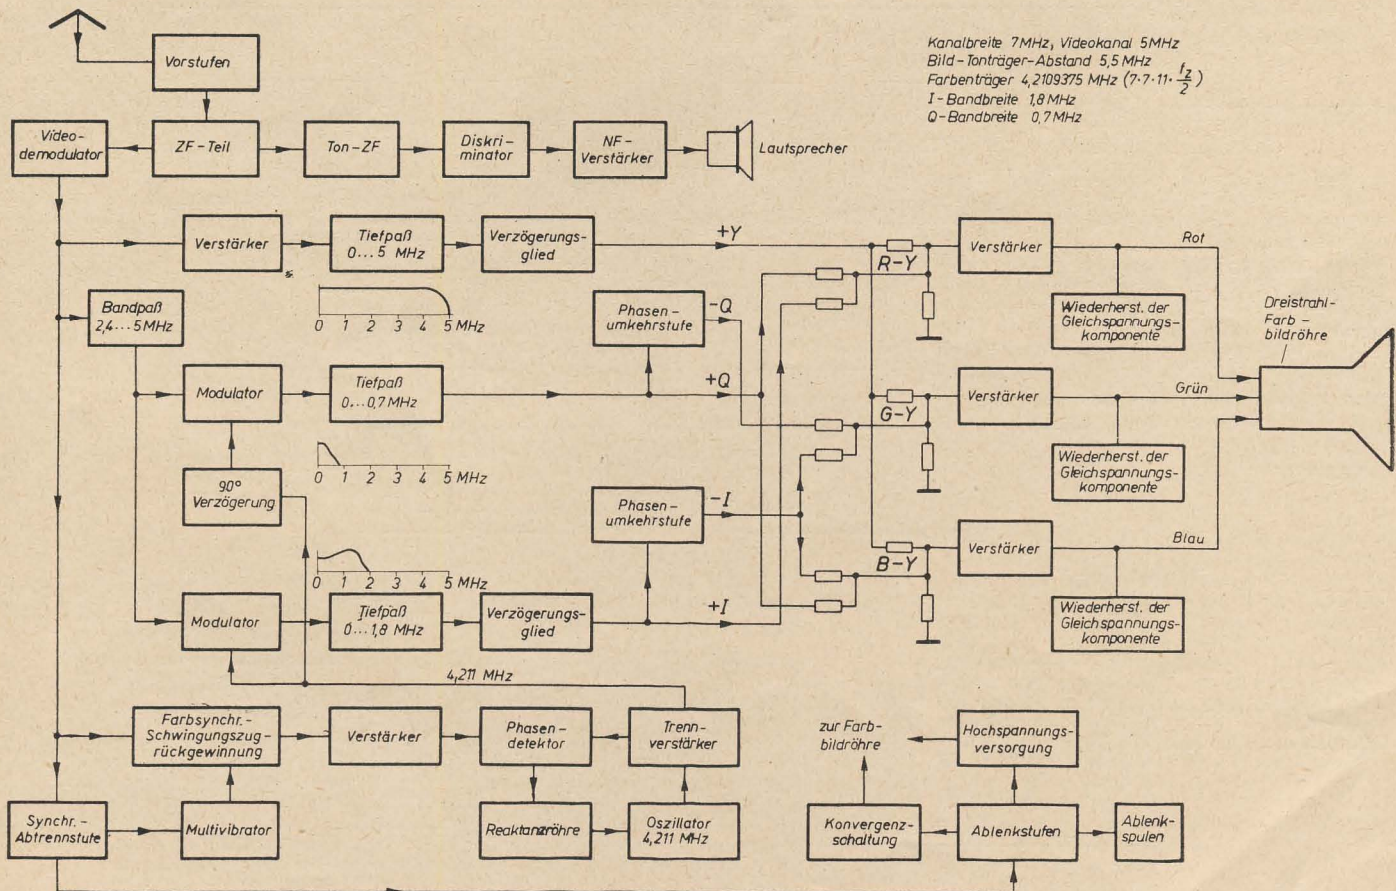 Kanalbreite 7MHz, Videokanal 5MHz
Bild-Tonträger-Abstand 5,5 MHz
Farbenträger 4,2109375 MHz (7·7·11· fz/2)
I-Bandbreite 1,8 MHz
Q-Bandbreite 0,7 MHz
Vorstufen
Video-
demodulator
ZF-Teil
Ton-ZF
Diskri-
minator
NF-
Verstärker
Lautsprecher
Verstärker
Tiefpaß
0...5 MHz
Verzögerungs-
glied
+Y
R-Y
Verstärker
Rot
Wiederherst. der
Gleichspannungs-
komponente
Dreistrahl-
Farb-
bildröhre
Bandpaß
2,4...5MHz
0 1 2 3 4 5 MHz
Phasen-
umkehrstufe
-Q
Modulator
Tiefpaß
0...0,7 MHz
+Q
G-Y
Verstärker
Grün
Wiederherst. der
Gleichspannungs-
komponente
0 1 2 3 4 5 MHz
90°
Verzögerung
Phasen-
umkehrstufe
-I
B-Y
Verstärker
Blau
Wiederherst. der
Gleichspannungs-
komponente
0 1 2 3 4 5 MHz
Modulator
Tiefpaß
0...1,8 MHz
Verzögerungs-
glied
+I
4,211 MHz
Farbsynchr.-
Schwingungszug-
rückgewinnung
Verstärker
Phasen-
detektor
Trenn-
verstärker
zur Farb-
bildröhre
Hochspannungs-
versorgung
Synchr.-
Abtrennstufe
Multivibrator
Reaktanzröhre
Oszillator
4,211 MHz
Konvergenz-
schaltung
Ablenkstufen
Ablenk-
spulen